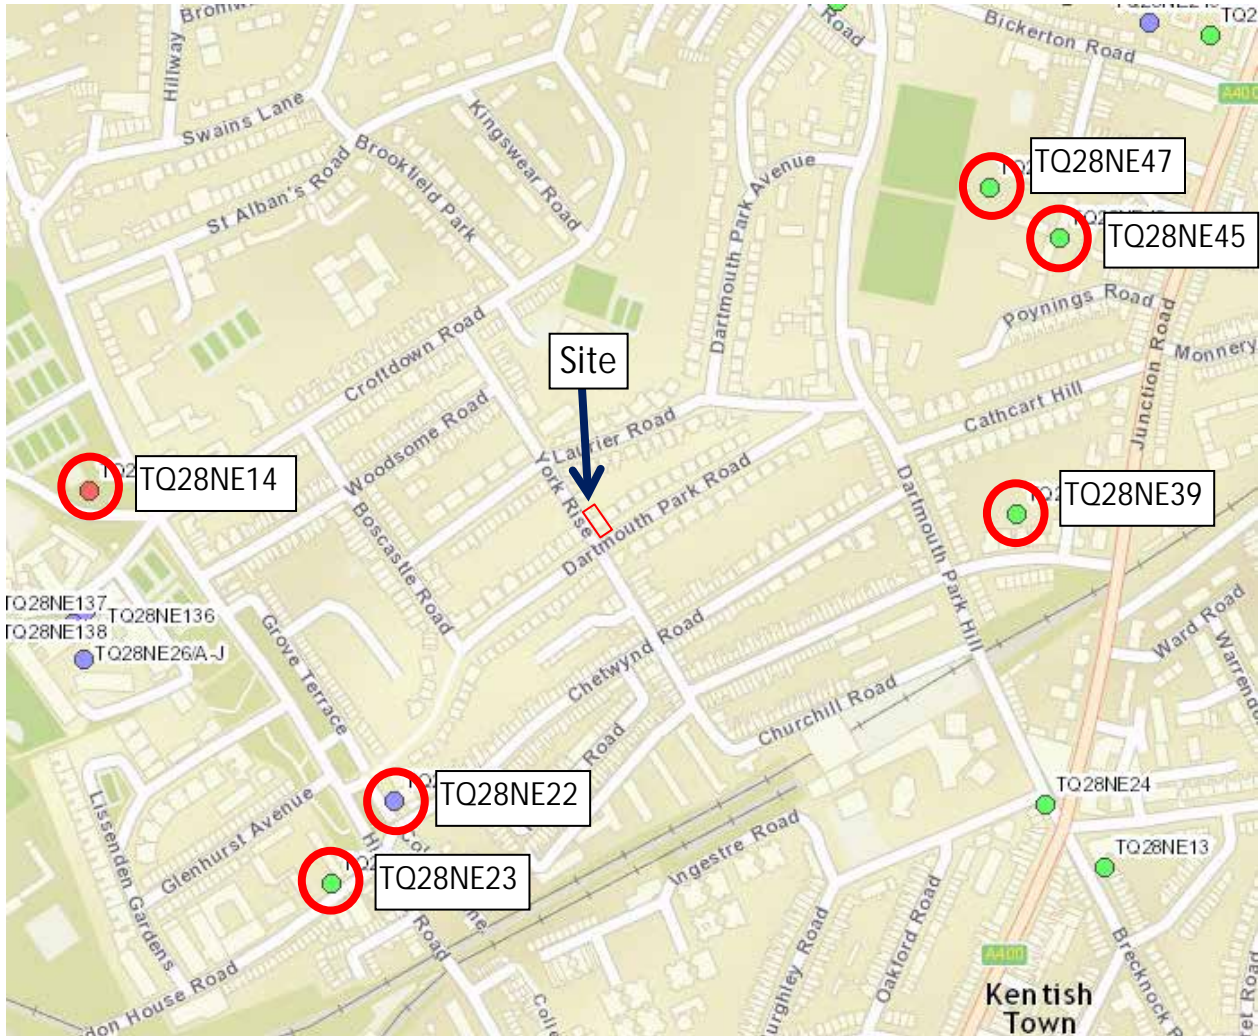 Hillway
Road
Bickerton Road
A400
Swains Lane
Kingswear Road
Brookfield Park
St Alban's Road
Dartmouth Park Avenue
TQ28NE47
TQ28NE45
Poynings Road
Junction Road
Monnery
Croftdown Road
Site
Cathcart Hill
Woodsome Road
Laurier Road
York Rise
Dartmouth Park Road
TQ28NE14
Boscastle Road
Dartmouth Park Hill
TQ28NE39
TQ28NE137
TQ28NE136
TQ28NE138
TQ28NE26/A-J
Grove Terrace
Chetwynd Road
Ward Road
Churchill Road
Road
TQ28NE22
TQ28NE24
Lissenden Gardens
Glenhurst Avenue
TQ28NE23
TQ28NE13
Road
Oakford Road
A400
Brecknock
Kentish
Town